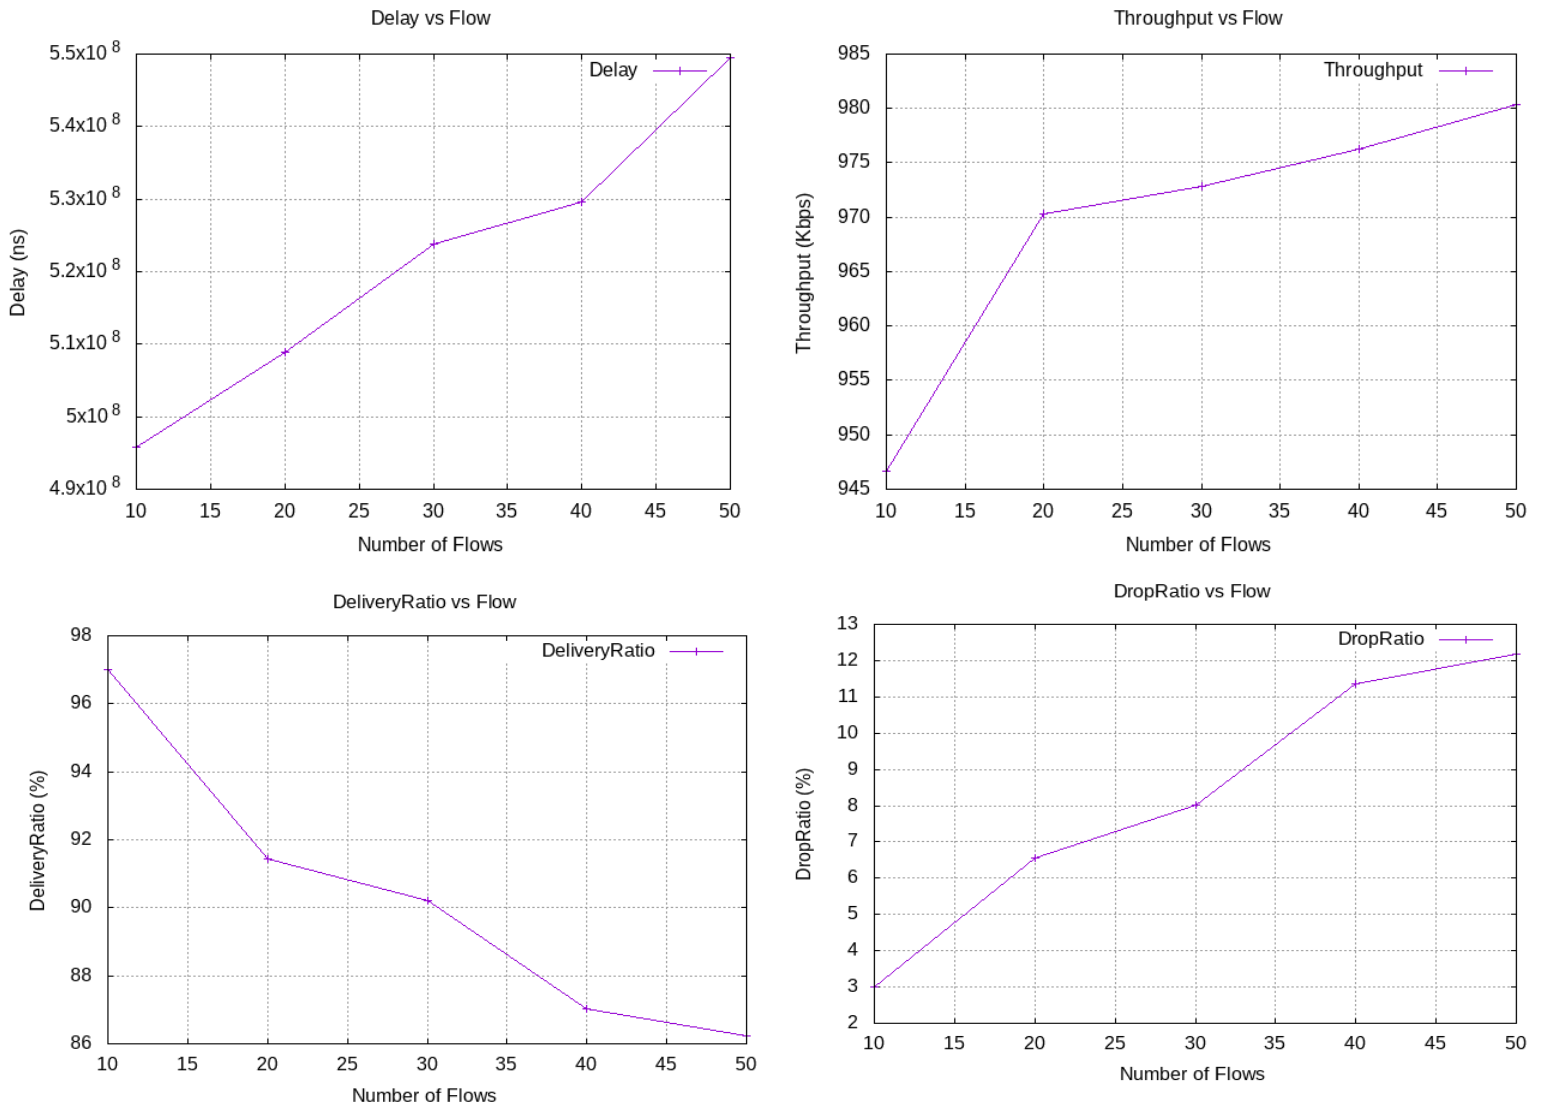 Delay vs Flow
Delay
5.5x10 8
5.4x10 8
5.3x10 8
5.2x10 8
5.1x10 8
5x10 8
4.9x10 8
Delay (ns)
10 15 20 25 30 35 40 45 50
Number of Flows
Throughput vs Flow
Throughput
985
980
975
970
965
960
955
950
945
Throughput (Kbps)
10 15 20 25 30 35 40 45 50
Number of Flows
DeliveryRatio vs Flow
DeliveryRatio
98
96
94
92
90
88
86
DeliveryRatio (%)
10 15 20 25 30 35 40 45 50
Number of Flows
DropRatio vs Flow
DropRatio
13
12
11
10
9
8
7
6
5
4
3
2
DropRatio (%)
10 15 20 25 30 35 40 45 50
Number of Flows